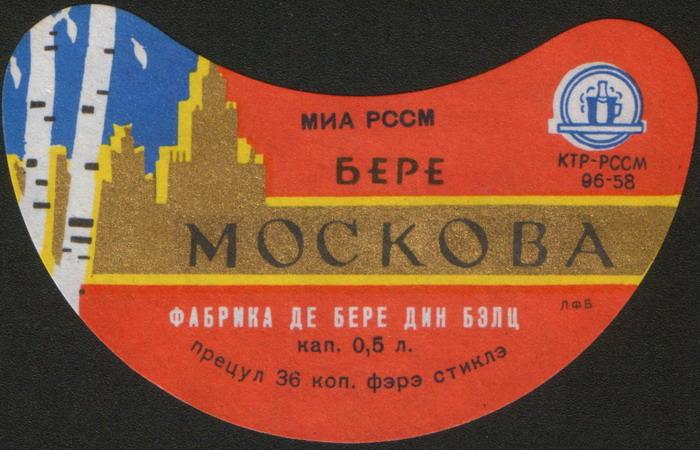 МИА РССМ
БЕРЕ
КТР-РССМ
96-58
МОСКОВА
ЛФБ
ФАБРИКА ДЕ БЕРЕ ДИН БЭЛЦ
кап. 0,5 л.
прецул 36 коп. фэрэ стиклэ